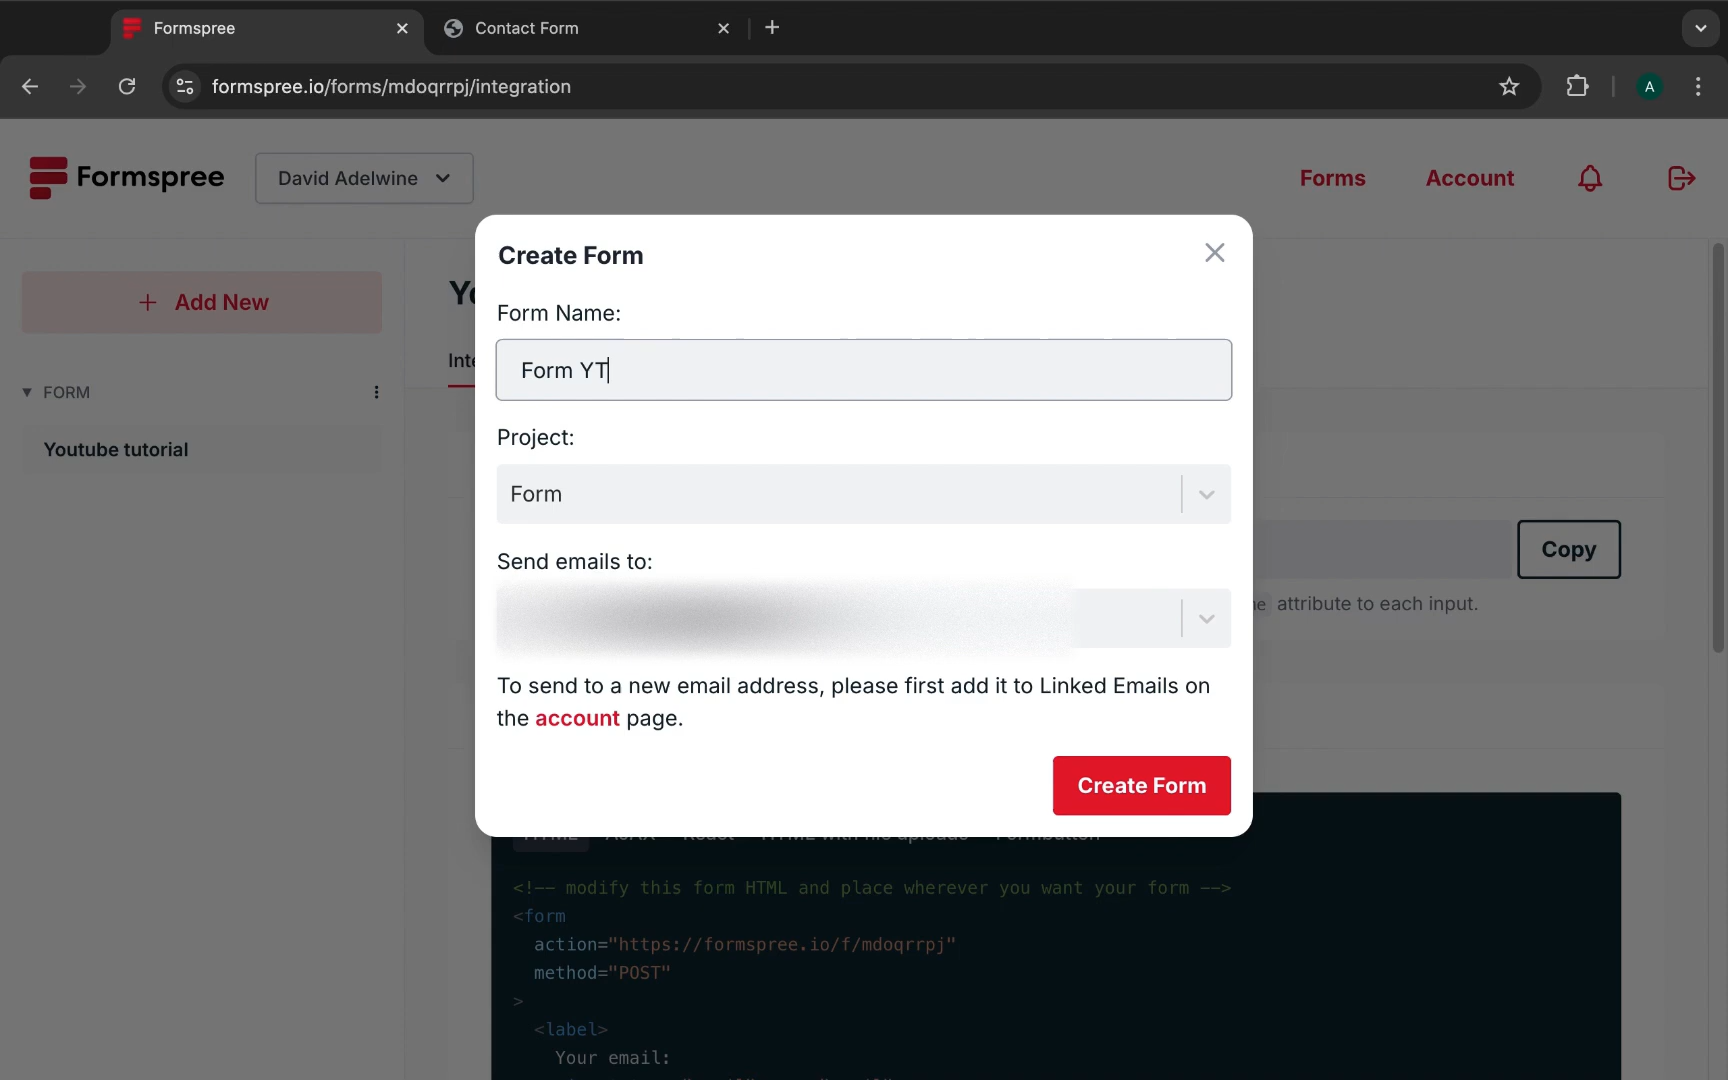 Formspree
Contact Form
formspree.io/forms/mdoqrrpj/integration
A
Formspree
David Adelwine
Forms
Account
Add New
FORM
Youtube tutorial
Create Form
Form Name:
Form YT
Project:
Form
Send emails to:
To send to a new email address, please first add it to Linked Emails on
the account page.
Create Form
Copy
attribute to each input.
<!-- modify this form HTML and place wherever you want your form -->
<form
action="https://formspree.io/f/mdoqrrpj"
method="POST"
>
<label>
Your email: